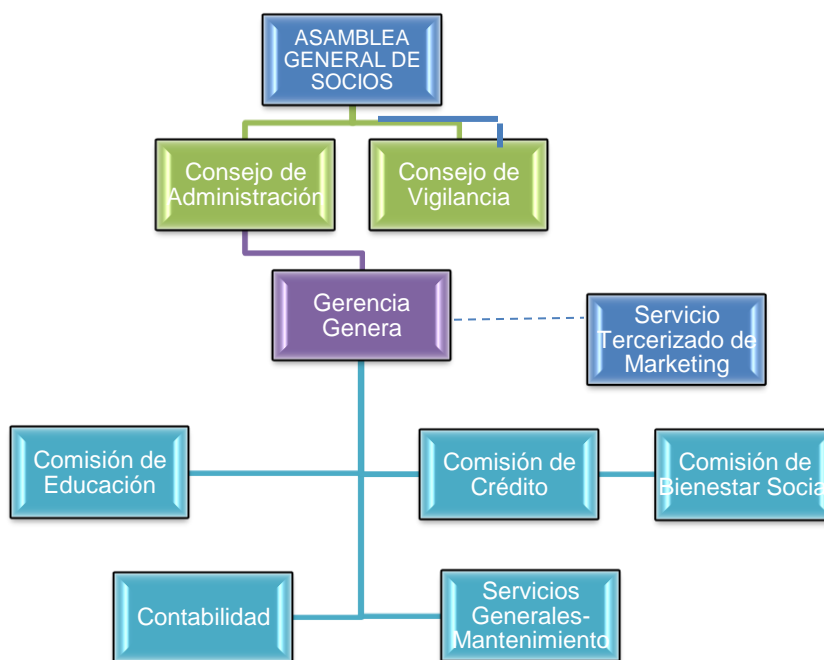 ASAMBLEA
GENERAL DE
SOCIOS
Consejo de
Administración
Consejo de
Vigilancia
Gerencia
Genera
Servicio
Tercerizado de
Marketing
Comisión de
Educación
Comisión de
Crédito
Comisión de
Bienestar Social
Contabilidad
Servicios
Generales-
Mantenimiento